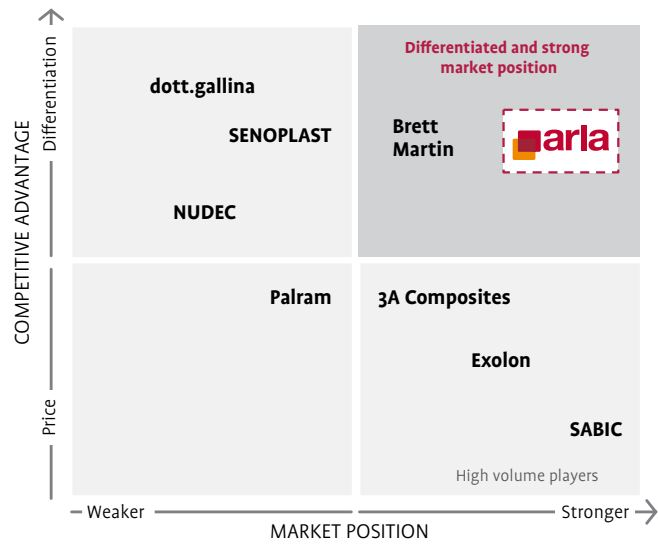 COMPETITIVE ADVANTAGE
Differentiation
Price
dott.gallina
SENOPLAST
NUDEC
Differentiated and strong
market position
Brett
Martin
arla
Palram
3A Composites
Exolon
SABIC
High volume players
Weaker
Stronger
MARKET POSITION